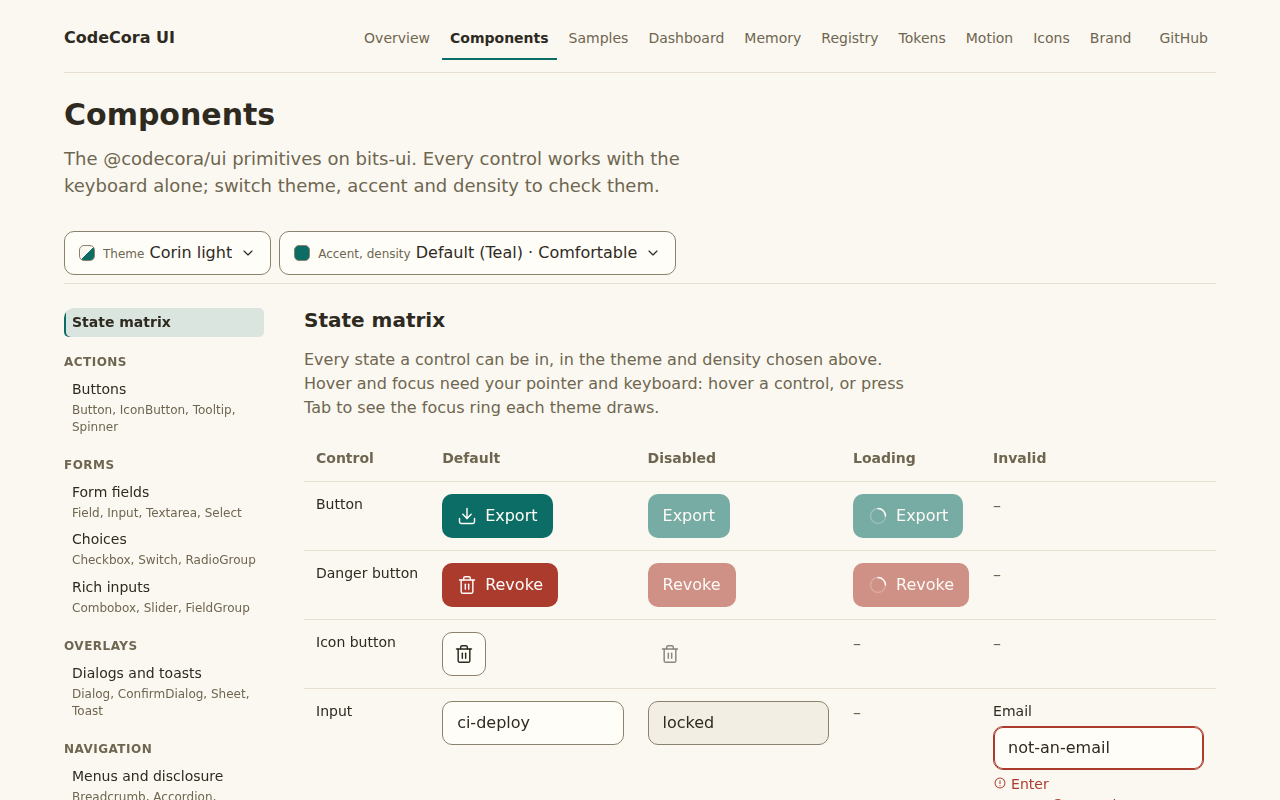 CodeCora UI
Overview
Components
Samples
Dashboard
Memory
Registry
Tokens
Motion
Icons
Brand
GitHub
Components
The @codecora/ui primitives on bits-ui. Every control works with the
keyboard alone; switch theme, accent and density to check them.
Theme Corin light
Accent, density Default (Teal) · Comfortable
State matrix
ACTIONS
Buttons
Button, IconButton, Tooltip,
Spinner
FORMS
Form fields
Field, Input, Textarea, Select
Choices
Checkbox, Switch, RadioGroup
Rich inputs
Combobox, Slider, FieldGroup
OVERLAYS
Dialogs and toasts
Dialog, ConfirmDialog, Sheet,
Toast
NAVIGATION
Menus and disclosure
Breadcrumb, Accordion,
State matrix
Every state a control can be in, in the theme and density chosen above.
Hover and focus need your pointer and keyboard: hover a control, or press
Tab to see the focus ring each theme draws.
Control Default Disabled Loading Invalid
Button Export Export Export –
Danger button Revoke Revoke Revoke –
Icon button – –
Input ci-deploy locked – Email
not-an-email
Enter